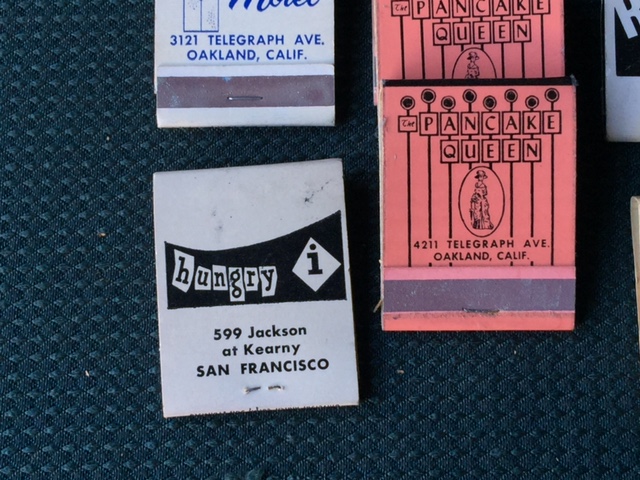 Motel
3121 TELEGRAPH AVE.
OAKLAND, CALIF.
The PANCAKE
QUEEN
The PANCAKE
QUEEN
4211 TELEGRAPH AVE.
OAKLAND, CALIF.
hungry i
599 Jackson
at Kearny
SAN FRANCISCO